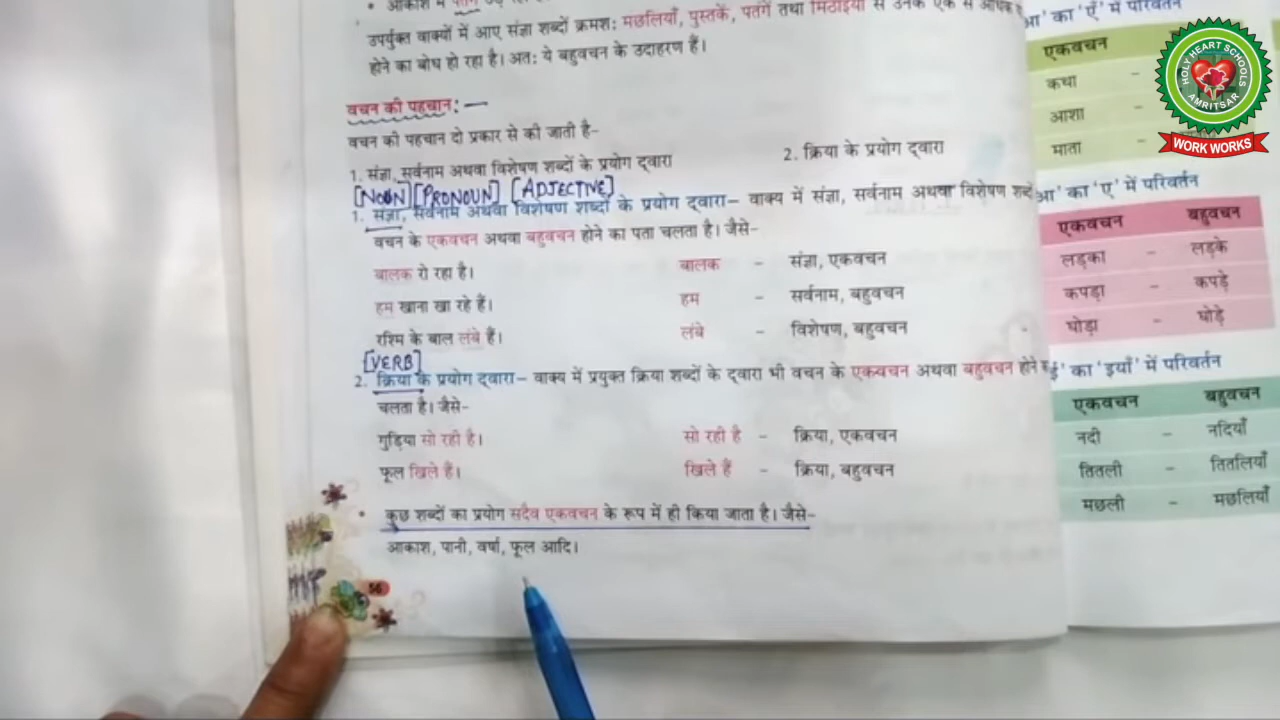 उपर्युक्त वाक्यों में आए संज्ञा शब्दों क्रमशः मछलियाँ, पुस्तकें, पतंगें तथा मिठाइयों से उनके एक से अधिक
होने का बोध हो रहा है। अतः ये बहुवचन के उदाहरण हैं।
वचन की पहचान:—
वचन की पहचान दो प्रकार से की जाती है-
1. संज्ञा, सर्वनाम अथवा विशेषण शब्दों के प्रयोग द्वारा 2. क्रिया के प्रयोग द्वारा
[NOUN] [PRONOUN] [ADJECTIVE]
1. संज्ञा, सर्वनाम अथवा विशेषण शब्दों के प्रयोग द्वारा– वाक्य में संज्ञा, सर्वनाम अथवा विशेषण
वचन के एकवचन अथवा बहुवचन होने का पता चलता है। जैसे–
बालक रो रहा है। बालक – संज्ञा, एकवचन
हम खाना खा रहे हैं। हम – सर्वनाम, बहुवचन
रश्मि के बाल लंबे हैं। लंबे – विशेषण, बहुवचन
[VERB]
2. क्रिया के प्रयोग द्वारा– वाक्य में प्रयुक्त क्रिया शब्दों के द्वारा भी वचन के एकवचन अथवा बहुवचन होने
चलता है। जैसे–
गुड़िया सो रही है। सो रही है – क्रिया, एकवचन
फूल खिले हैं। खिले हैं – क्रिया, बहुवचन
• कुछ शब्दों का प्रयोग सदैव एकवचन के रूप में ही किया जाता है। जैसे–
आकाश, पानी, वर्षा, फूल आदि।
56
का 'एँ' में परिवर्तन
एकवचन
कथा –
आशा –
माता –
आ' का 'ए' में परिवर्तन
एकवचन बहुवचन
लड़का – लड़के
कपड़ा – कपड़े
घोड़ा – घोड़े
ई' का 'इयाँ' में परिवर्तन
एकवचन बहुवचन
नदी – नदियाँ
तितली – तितलियाँ
मछली – मछलियाँ
HOLY HEART SCHOOLS
AMRITSAR
WORK WORKS